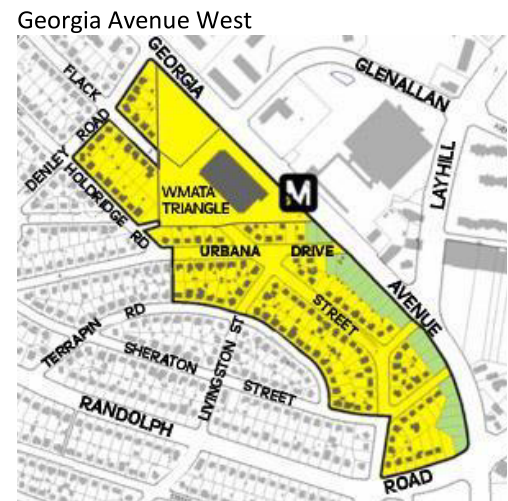 Georgia Avenue West
GEORGIA
GLENALLAN
FLACK
DENLEY ROAD
LAYHILL
HOLDRIDGE RD
WMATA
TRIANGLE
M
URBANA DRIVE
AVENUE
STREET
TERRAPIN RD
LIVINGSTON ST
SHERATON STREET
RANDOLPH
ROAD